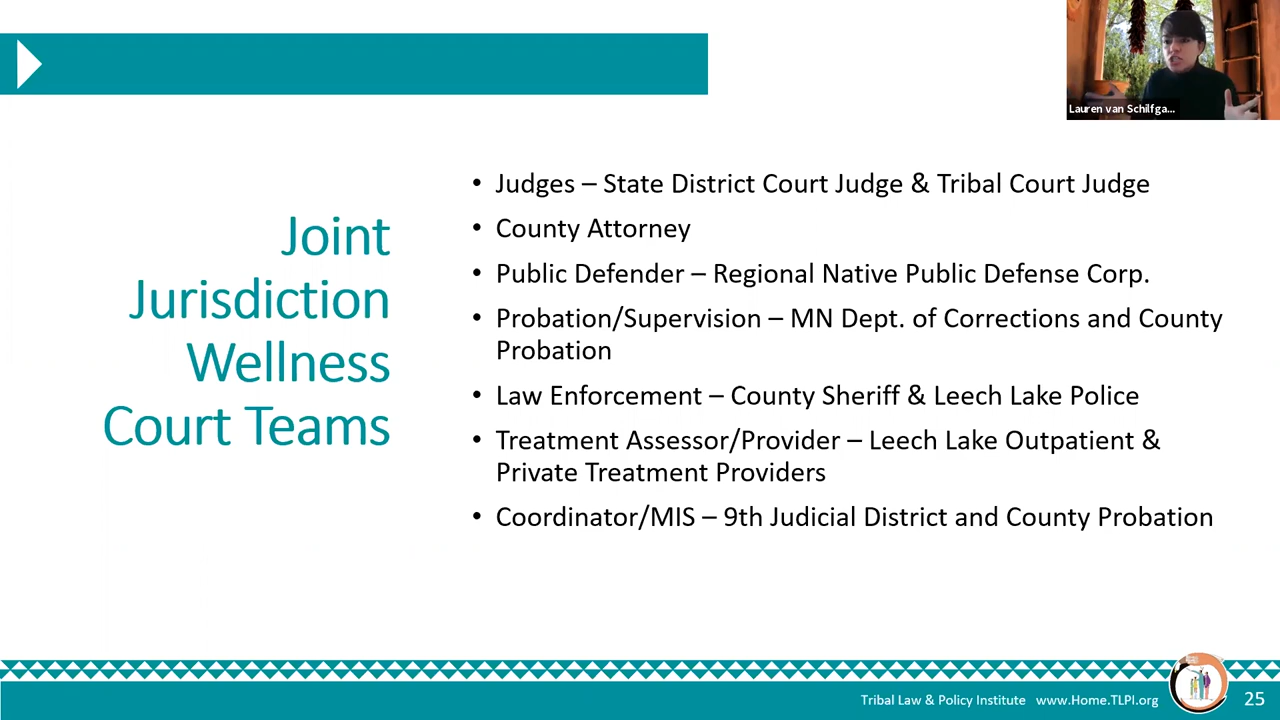 Lauren van Schilfga...
Joint
Jurisdiction
Wellness
Court Teams
• Judges – State District Court Judge & Tribal Court Judge
• County Attorney
• Public Defender – Regional Native Public Defense Corp.
• Probation/Supervision – MN Dept. of Corrections and County
Probation
• Law Enforcement – County Sheriff & Leech Lake Police
• Treatment Assessor/Provider – Leech Lake Outpatient &
Private Treatment Providers
• Coordinator/MIS – 9th Judicial District and County Probation
Tribal Law & Policy Institute www.Home.TLPI.org
25